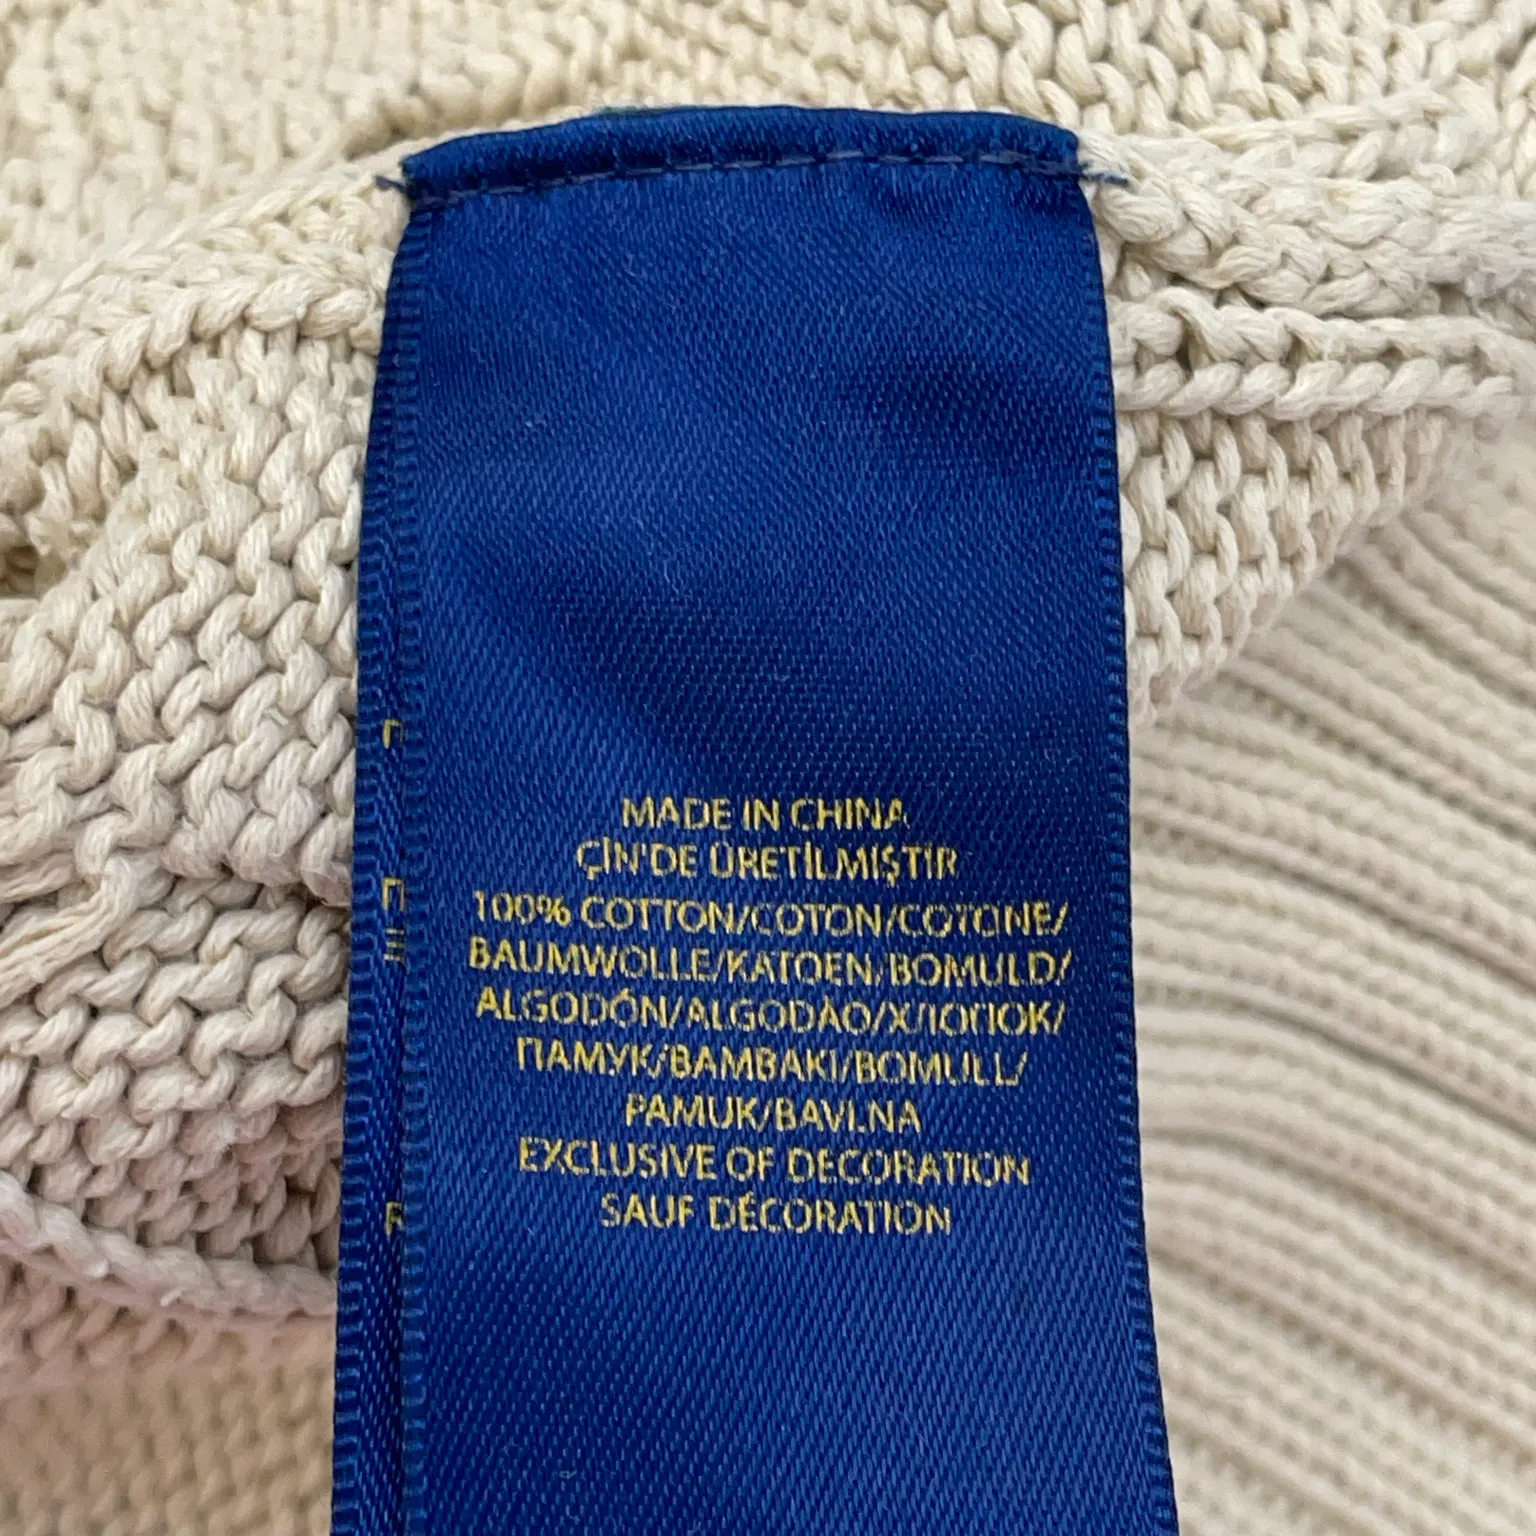 MADE IN CHINA
ÇİN'DE ÜRETİLMİŞTİR
100% COTTON/COTON/COTONE/
BAUMWOLLE/KATOEN/BOMULD/
ALGODÓN/ALGODÃO/ХЛОПОК/
ПАМУК/BAMBAKI/BOMULL/
PAMUK/BAVLNA
EXCLUSIVE OF DECORATION
SAUF DÉCORATION